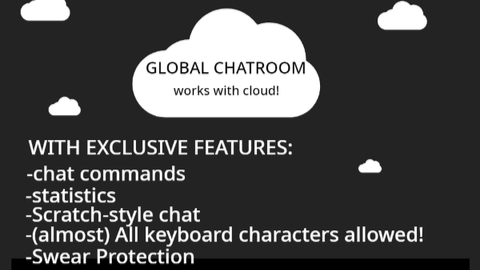 GLOBAL CHATROOM
works with cloud!
WITH EXCLUSIVE FEATURES:
-chat commands
-statistics
-Scratch-style chat
-(almost) All keyboard characters allowed!
-Swear Protection